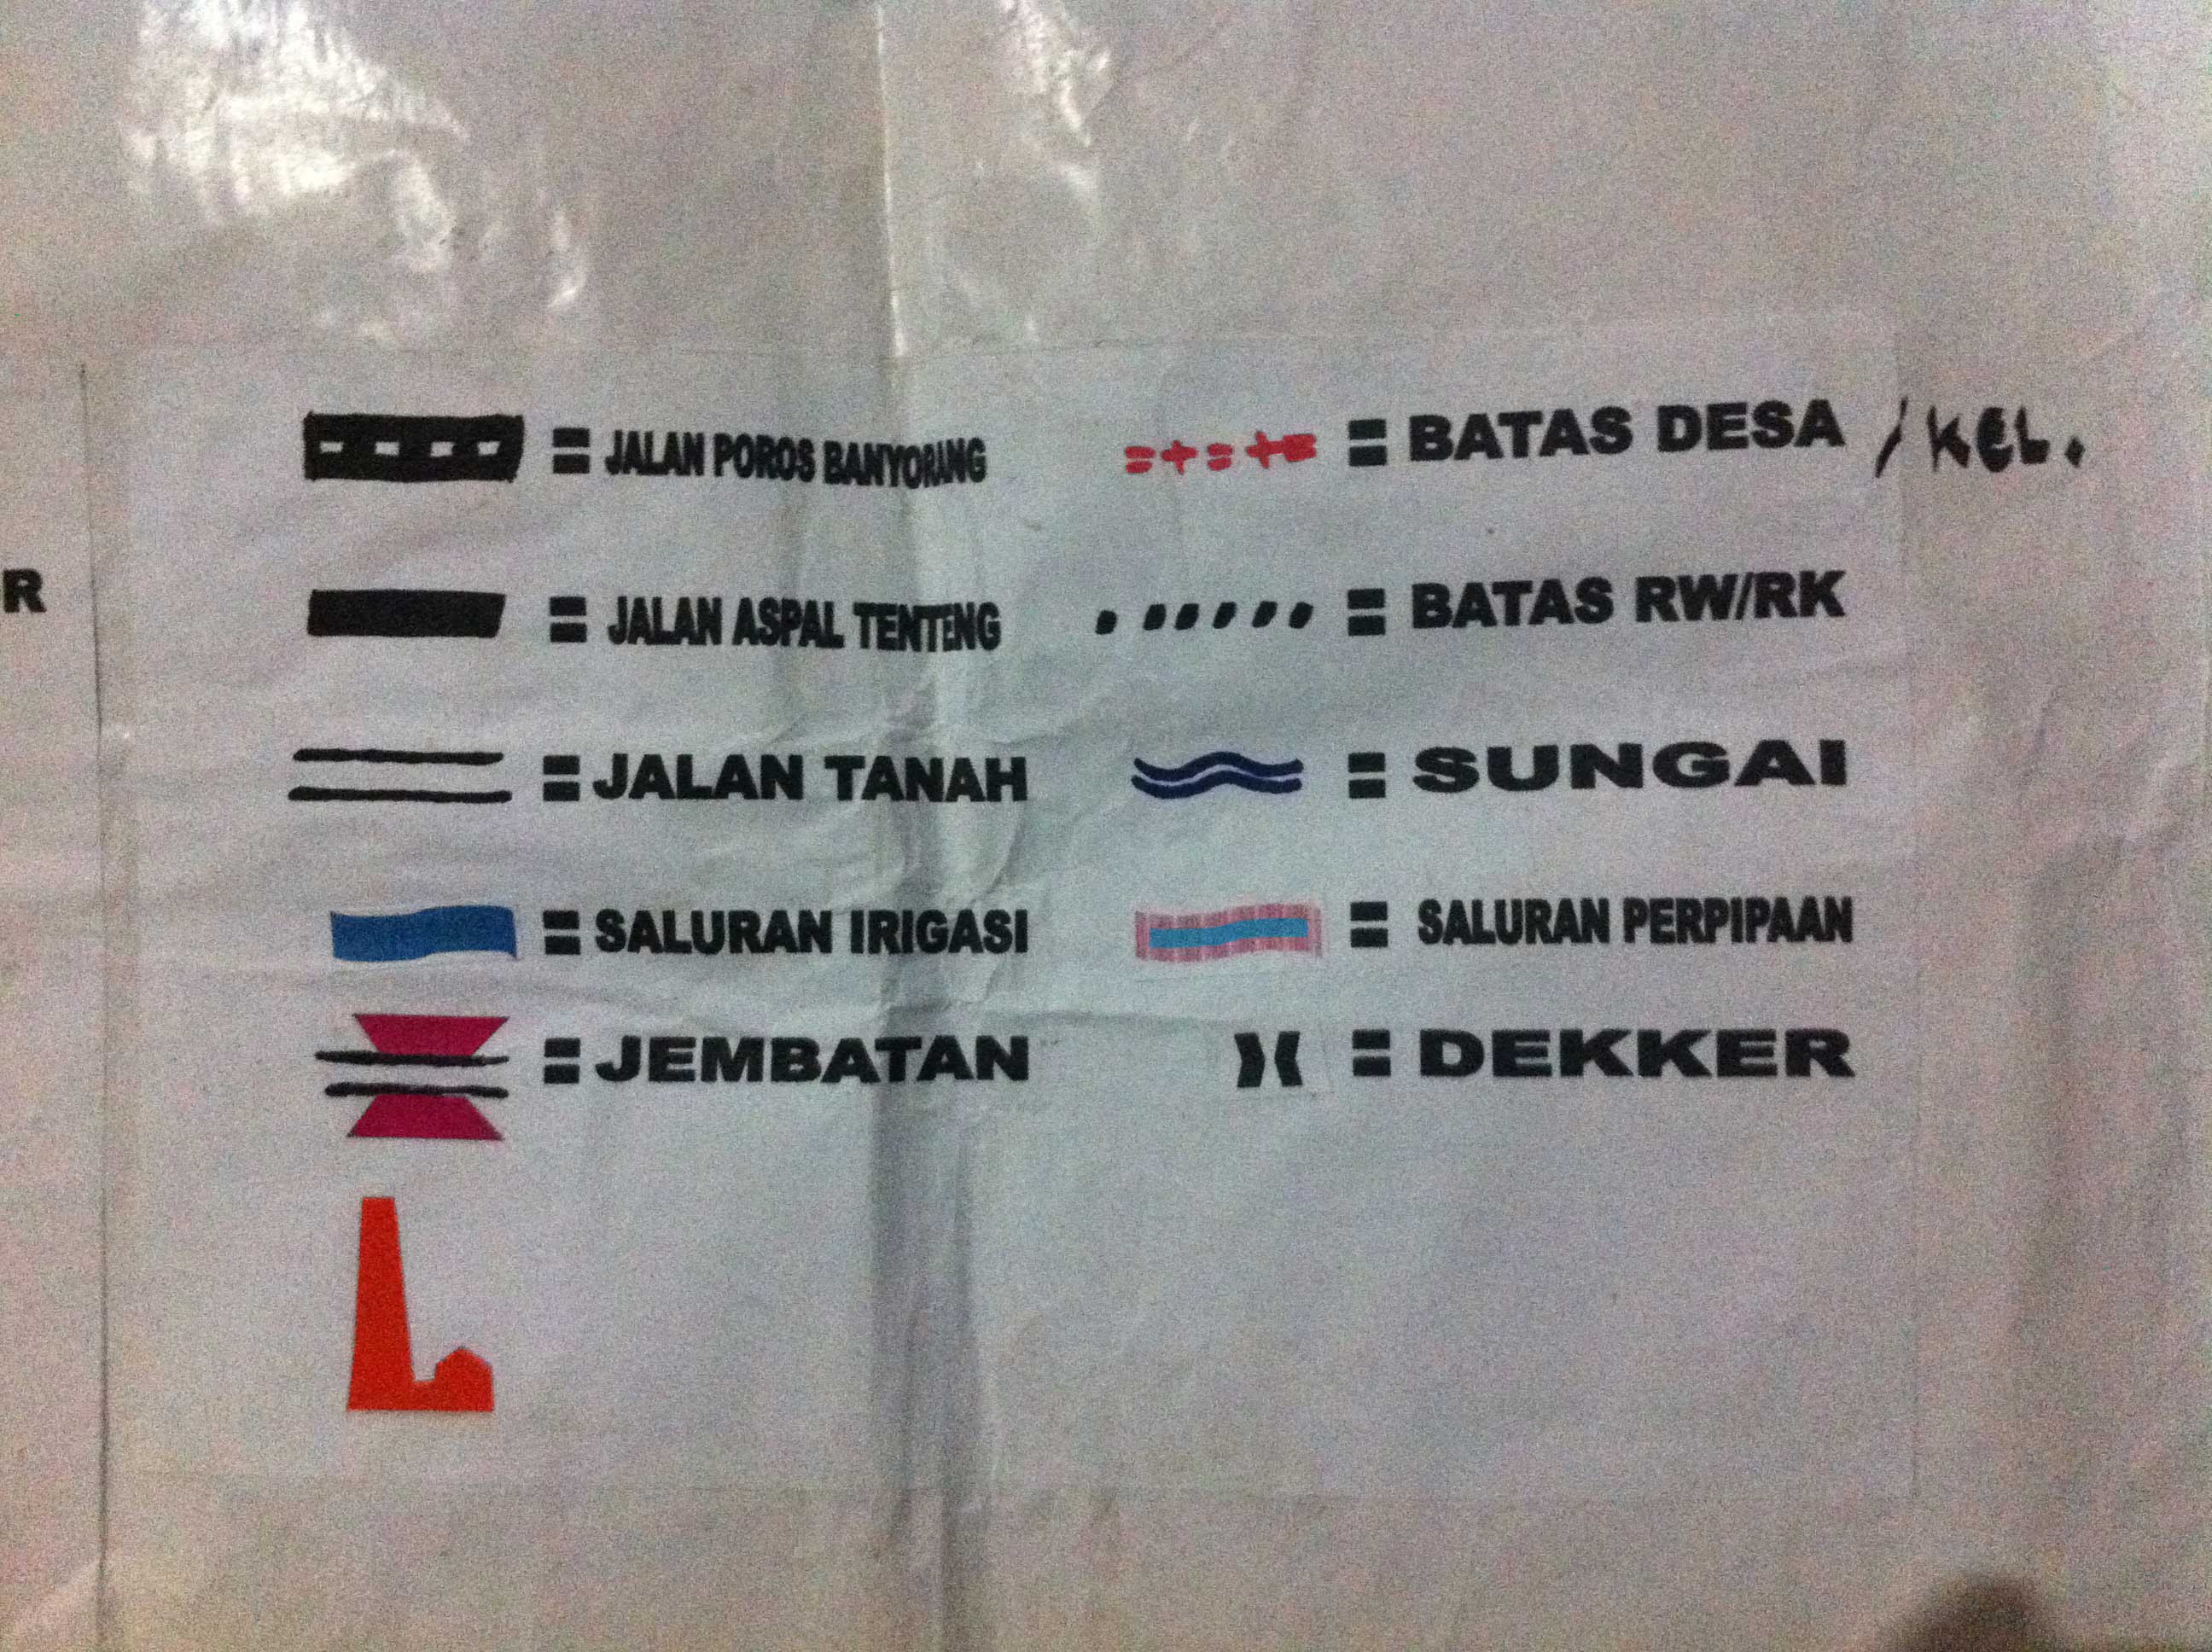 R
= JALAN POROS BANYORANG
= JALAN ASPAL TENTENG
= JALAN TANAH
= SALURAN IRIGASI
= JEMBATAN
= BATAS DESA / KEL.
= BATAS RW/RK
= SUNGAI
= SALURAN PERPIPAAN
= DEKKER